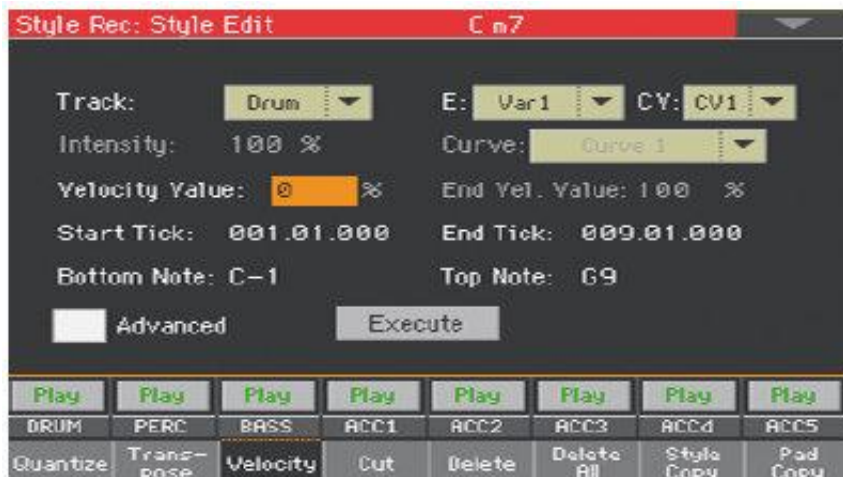 Style Rec: Style Edit Cm7
Track: Drum E: Var1 CY: CV1
Intensity: 100 % Curve: Curve 1
Velocity Value: 0 % End Vel. Value: 100 %
Start Tick: 001.01.000 End Tick: 009.01.000
Bottom Note: C-1 Top Note: G9
Advanced Execute
Play Play Play Play Play Play Play Play
DRUM PERC BASS ACC1 ACC2 ACC3 ACC4 ACC5
Quantize Trans- Velocity Cut Delete Delete Style Pad
pose All Copy Copy